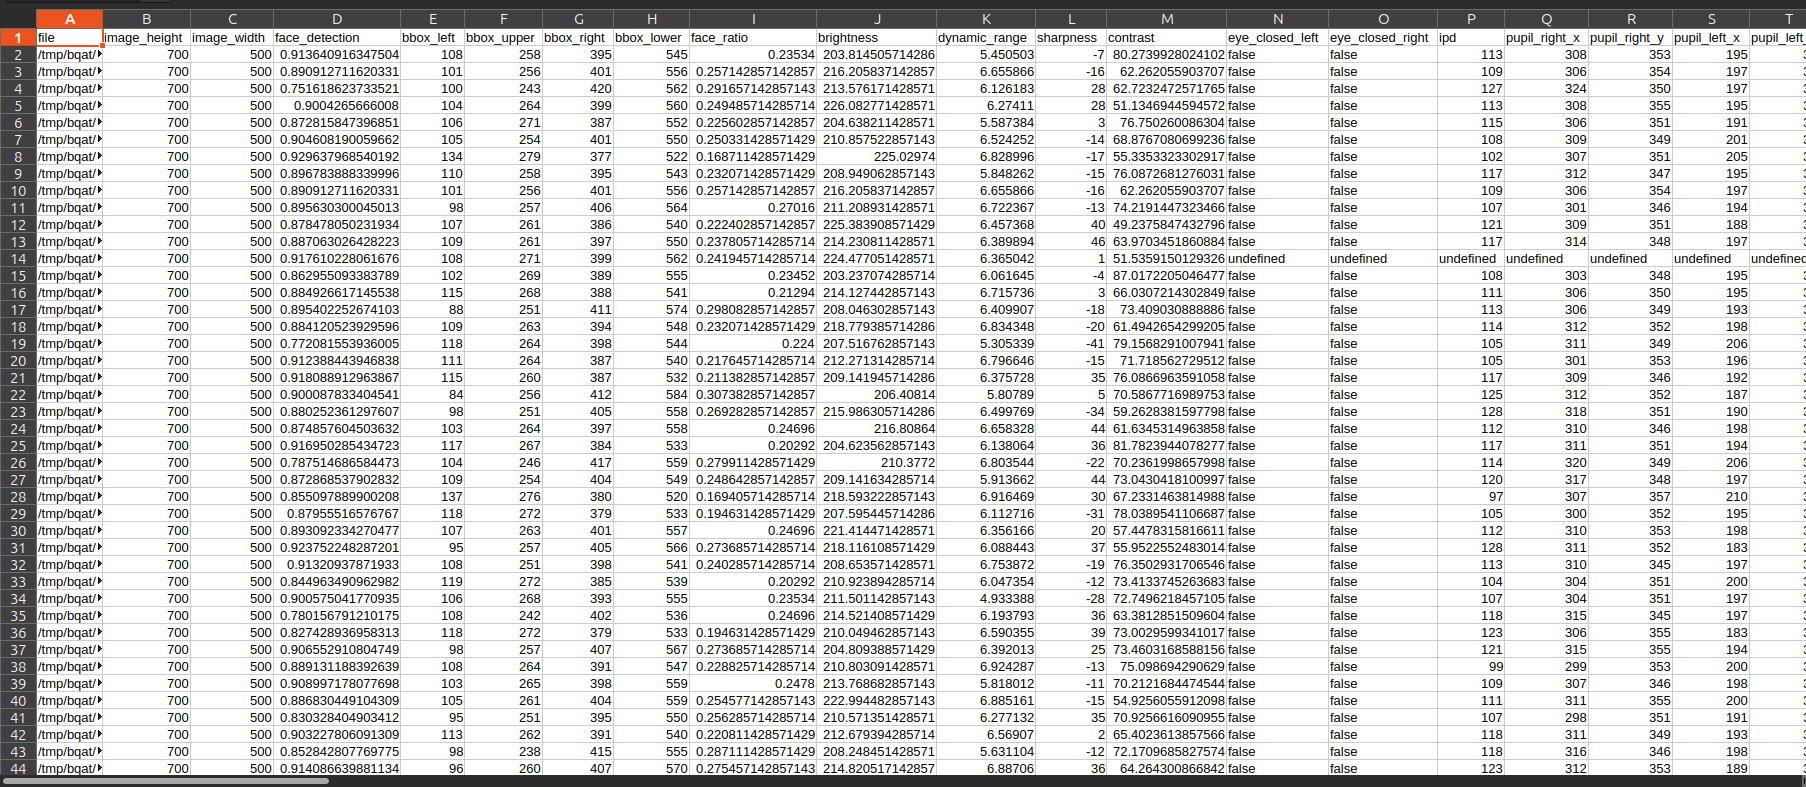 A B C D E F G H I J K L M N O P Q R S T
1 file image_height image_width face_detection bbox_left bbox_upper bbox_right bbox_lower face_ratio brightness dynamic_range sharpness contrast eye_closed_left eye_closed_right ipd pupil_right_x pupil_right_y pupil_left_x pupil_left_
2 /tmp/bqat/ 700 500 0.913640916347504 108 258 395 545 0.23534 203.814505714286 5.450503 -7 80.2739928024102 false false 113 308 353 195
3 /tmp/bqat/ 700 500 0.890912711620331 101 256 401 556 0.257142857142857 216.205837142857 6.655866 -16 62.262055903707 false false 109 306 354 197
4 /tmp/bqat/ 700 500 0.751618623733521 100 243 420 562 0.291657142857143 213.576171428571 6.126183 28 62.7232472571765 false false 127 324 350 197
5 /tmp/bqat/ 700 500 0.9004265666008 104 264 399 560 0.249485714285714 226.082771428571 6.27411 28 51.1346944594572 false false 113 308 355 195
6 /tmp/bqat/ 700 500 0.872815847396851 106 271 387 552 0.225602857142857 204.638211428571 5.587384 3 76.750260086304 false false 115 306 351 191
7 /tmp/bqat/ 700 500 0.904608190059662 105 254 401 550 0.250331428571429 210.857522857143 6.524252 -14 68.8767080699236 false false 108 309 349 201
8 /tmp/bqat/ 700 500 0.929637968540192 134 279 377 522 0.168711428571429 225.02974 6.828996 -17 55.3353323302917 false false 102 307 351 205
9 /tmp/bqat/ 700 500 0.896783888339996 110 258 395 543 0.232071428571429 208.949062857143 5.848262 -15 76.0872681276031 false false 117 312 347 195
10 /tmp/bqat/ 700 500 0.890912711620331 101 256 401 556 0.257142857142857 216.205837142857 6.655866 -16 62.262055903707 false false 109 306 354 197
11 /tmp/bqat/ 700 500 0.895630300045013 98 257 406 564 0.27016 211.208931428571 6.722367 -13 74.2191447323466 false false 107 301 346 194
12 /tmp/bqat/ 700 500 0.878478050231934 107 261 386 540 0.222402857142857 225.383908571429 6.457368 40 49.2375847432796 false false 121 309 351 188
13 /tmp/bqat/ 700 500 0.887063026428223 109 261 397 550 0.237805714285714 214.230811428571 6.389894 46 63.9703451860884 false false 117 314 348 197
14 /tmp/bqat/ 700 500 0.917610228061676 108 271 399 562 0.241945714285714 224.477051428571 6.365042 1 51.5359150129326 undefined undefined undefined undefined undefined undefined undefined
15 /tmp/bqat/ 700 500 0.862955093383789 102 269 389 555 0.23452 203.237074285714 6.061645 -4 87.0172205046477 false false 108 303 348 195
16 /tmp/bqat/ 700 500 0.884926617145538 115 268 388 541 0.21294 214.127442857143 6.715736 3 66.0307214302849 false false 111 306 350 195
17 /tmp/bqat/ 700 500 0.895402252674103 88 251 411 574 0.298082857142857 208.046302857143 6.409907 -18 73.409030888886 false false 113 306 349 193
18 /tmp/bqat/ 700 500 0.884120523929596 109 263 394 548 0.232071428571429 218.779385714286 6.834348 -20 61.4942654299205 false false 114 312 352 198
19 /tmp/bqat/ 700 500 0.772081553936005 118 264 398 544 0.224 207.516762857143 5.305339 -41 79.1568291007941 false false 105 311 349 206
20 /tmp/bqat/ 700 500 0.912388443946838 111 264 387 540 0.217645714285714 212.271314285714 6.796646 -15 71.718562729512 false false 105 301 353 196
21 /tmp/bqat/ 700 500 0.918088912963867 115 260 387 532 0.211382857142857 209.141945714286 6.375728 35 76.0866963591058 false false 117 309 346 192
22 /tmp/bqat/ 700 500 0.900087833404541 84 256 412 584 0.307382857142857 206.40814 5.80789 5 70.5867716989753 false false 125 312 352 187
23 /tmp/bqat/ 700 500 0.880252361297607 98 251 405 558 0.269282857142857 215.986305714286 6.499769 -34 59.2628381597798 false false 128 318 351 190
24 /tmp/bqat/ 700 500 0.874857604503632 103 264 397 558 0.24696 216.80864 6.658328 44 61.6345314963858 false false 112 310 346 198
25 /tmp/bqat/ 700 500 0.916950285434723 117 267 384 533 0.20292 204.623562857143 6.138064 36 81.7823944078277 false false 117 311 351 194
26 /tmp/bqat/ 700 500 0.787514686584473 104 246 417 559 0.279911428571429 210.3772 6.803544 -22 70.2361998657998 false false 114 320 349 206
27 /tmp/bqat/ 700 500 0.872868537902832 109 254 404 549 0.248642857142857 209.141634285714 5.913662 44 73.0430418100997 false false 120 317 348 197
28 /tmp/bqat/ 700 500 0.855097889900208 137 276 380 520 0.169405714285714 218.593222857143 6.916469 30 67.2331463814988 false false 97 307 357 210
29 /tmp/bqat/ 700 500 0.87955516576767 118 272 379 533 0.194631428571429 207.595445714286 6.112716 -31 78.0389541106687 false false 105 300 352 195
30 /tmp/bqat/ 700 500 0.893092334270477 107 263 401 557 0.24696 221.414471428571 6.356166 20 57.4478315816611 false false 112 310 353 198
31 /tmp/bqat/ 700 500 0.923752248287201 95 257 405 566 0.273685714285714 218.116108571429 6.088443 37 55.9522552483014 false false 128 311 352 183
32 /tmp/bqat/ 700 500 0.91320937871933 108 251 398 541 0.240285714285714 208.653571428571 6.753872 -19 76.3502931706546 false false 113 310 345 197
33 /tmp/bqat/ 700 500 0.844963490962982 119 272 385 539 0.20292 210.923894285714 6.047354 -12 73.4133745263683 false false 104 304 351 200
34 /tmp/bqat/ 700 500 0.900575041770935 106 268 393 555 0.23534 211.501142857143 4.933388 -28 72.7496218457105 false false 107 304 351 197
35 /tmp/bqat/ 700 500 0.780156791210175 108 242 402 536 0.24696 214.521408571429 6.193793 36 63.3812851509604 false false 118 315 345 197
36 /tmp/bqat/ 700 500 0.827428936958313 118 272 379 533 0.194631428571429 210.049462857143 6.590355 39 73.0029599341017 false false 123 306 355 183
37 /tmp/bqat/ 700 500 0.906552910804749 98 257 407 567 0.273685714285714 204.809388571429 6.392013 25 73.4603168588156 false false 121 315 355 194
38 /tmp/bqat/ 700 500 0.889131188392639 108 264 391 547 0.228825714285714 210.803091428571 6.924287 -13 75.098694290629 false false 99 299 353 200
39 /tmp/bqat/ 700 500 0.908997178077698 103 265 398 559 0.2478 213.768682857143 5.818012 -11 70.2121684474544 false false 109 307 346 198
40 /tmp/bqat/ 700 500 0.886830449104309 105 261 404 559 0.254577142857143 222.994482857143 6.885161 -15 54.9256055912098 false false 111 311 355 200
41 /tmp/bqat/ 700 500 0.830328404903412 95 251 395 550 0.256285714285714 210.571351428571 6.277132 35 70.9256616090955 false false 107 298 351 191
42 /tmp/bqat/ 700 500 0.903227806091309 113 262 391 540 0.220811428571429 212.679394285714 6.56907 2 65.4023613857566 false false 118 311 349 193
43 /tmp/bqat/ 700 500 0.852842807769775 98 238 415 555 0.287111428571429 208.248451428571 5.631104 -12 72.1709685827574 false false 118 316 346 198
44 /tmp/bqat/ 700 500 0.914086639881134 96 260 407 570 0.275457142857143 214.820517142857 6.88706 36 64.264300866842 false false 123 312 353 189